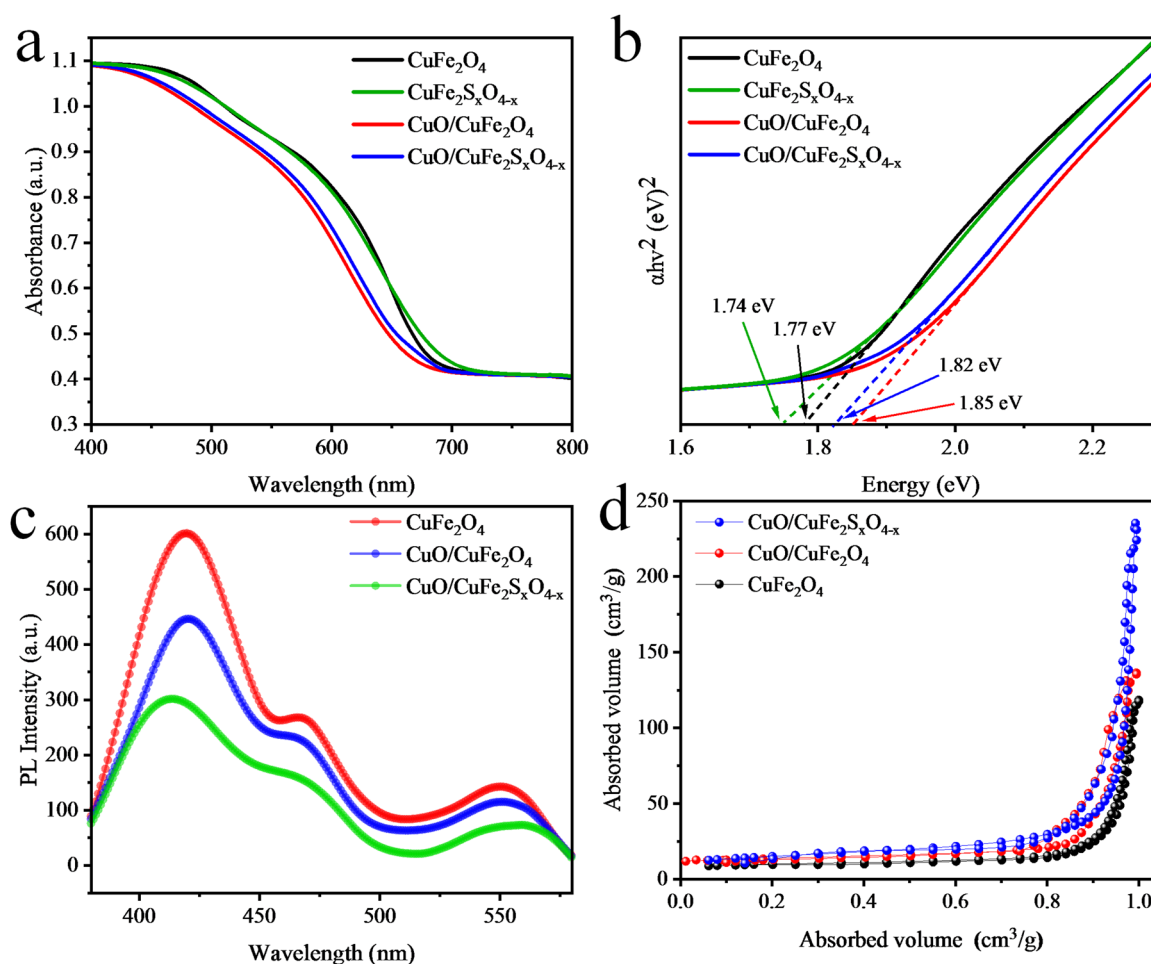 a
CuFe₂O₄
CuFe₂SₓO₄₋ₓ
CuO/CuFe₂O₄
CuO/CuFe₂SₓO₄₋ₓ
Absorbance (a.u.)
1.1
1.0
0.9
0.8
0.7
0.6
0.5
0.4
0.3
400
500
600
700
800
Wavelength (nm)
b
CuFe₂O₄
CuFe₂SₓO₄₋ₓ
CuO/CuFe₂O₄
CuO/CuFe₂SₓO₄₋ₓ
αhv² (eV)²
1.74 eV
1.77 eV
1.82 eV
1.85 eV
1.6
1.8
2.0
2.2
Energy (eV)
c
CuFe₂O₄
CuO/CuFe₂O₄
CuO/CuFe₂SₓO₄₋ₓ
PL Intensity (a.u.)
600
500
400
300
200
100
0
400
450
500
550
Wavelength (nm)
d
CuO/CuFe₂SₓO₄₋ₓ
CuO/CuFe₂O₄
CuFe₂O₄
Absorbed volume (cm³/g)
250
200
150
100
50
0
0.0
0.2
0.4
0.6
0.8
1.0
Absorbed volume (cm³/g)